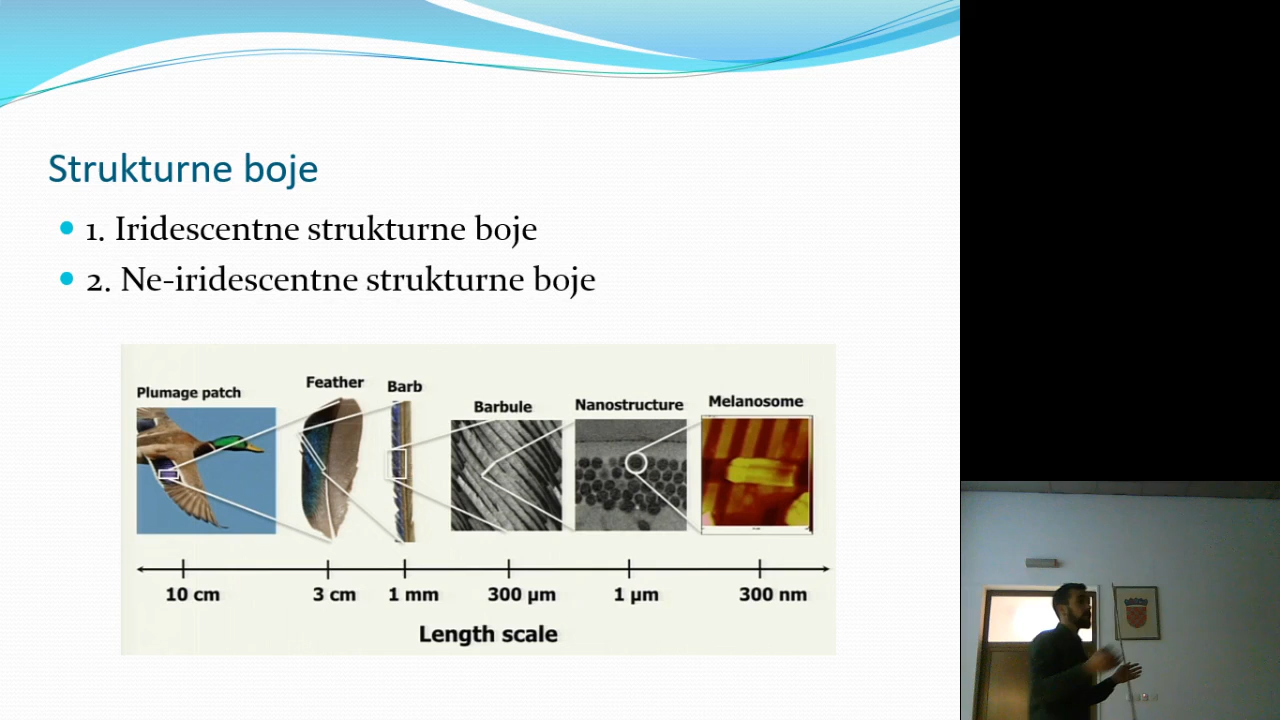 Strukturne boje
1. Iridescentne strukturne boje
2. Ne-iridescentne strukturne boje
Plumage patch
Feather
Barb
Barbule
Nanostructure
Melanosome
10 cm
3 cm
1 mm
300 µm
1 µm
300 nm
Length scale